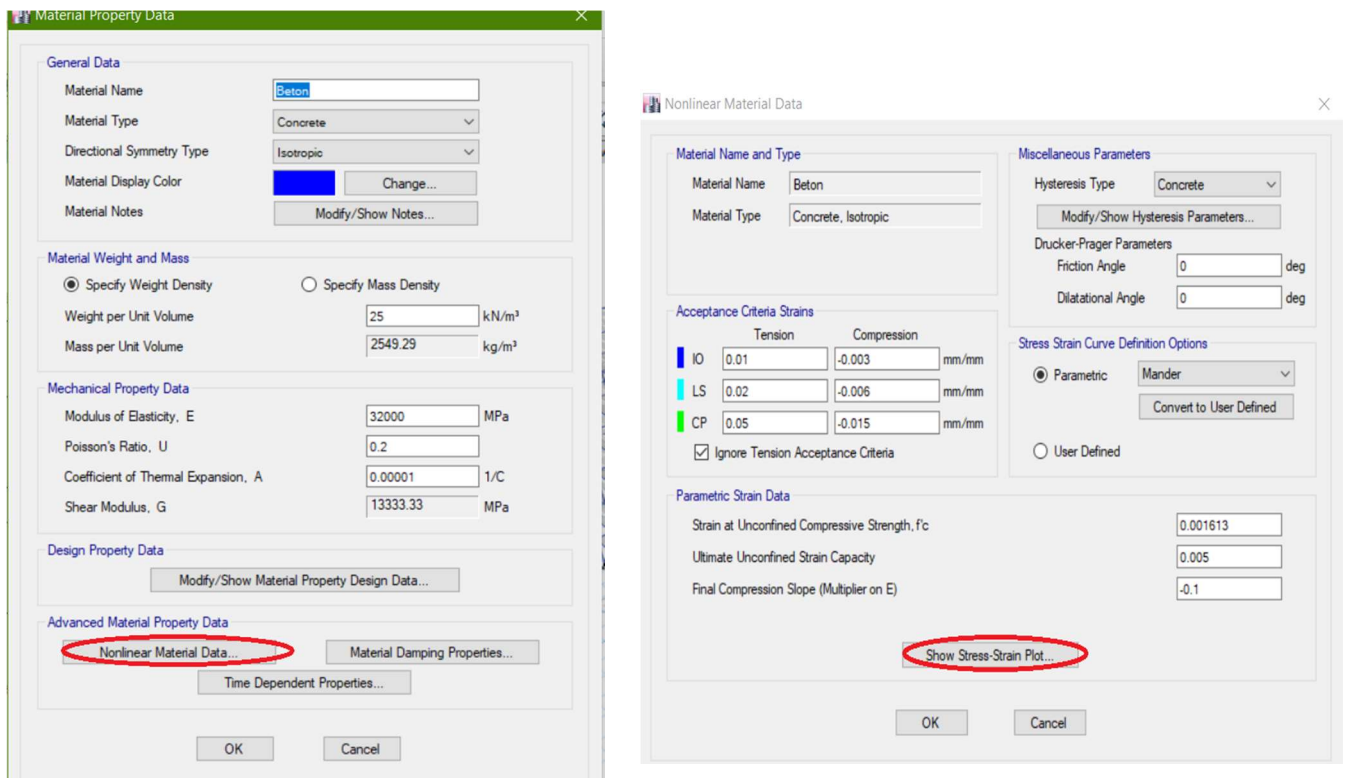 Material Property Data
General Data
Material Name Beton
Material Type Concrete
Directional Symmetry Type Isotropic
Material Display Color Change...
Material Notes Modify/Show Notes...
Material Weight and Mass
Specify Weight Density Specify Mass Density
Weight per Unit Volume 25 kN/m³
Mass per Unit Volume 2549.29 kg/m³
Mechanical Property Data
Modulus of Elasticity, E 32000 MPa
Poisson's Ratio, U 0.2
Coefficient of Thermal Expansion, A 0.00001 1/C
Shear Modulus, G 13333.33 MPa
Design Property Data
Modify/Show Material Property Design Data...
Advanced Material Property Data
Nonlinear Material Data... Material Damping Properties...
Time Dependent Properties...
OK Cancel
Nonlinear Material Data
Material Name and Type
Material Name Beton
Material Type Concrete, Isotropic
Miscellaneous Parameters
Hysteresis Type Concrete
Modify/Show Hysteresis Parameters...
Drucker-Prager Parameters
Friction Angle 0 deg
Dilatational Angle 0 deg
Acceptance Criteria Strains
Tension Compression
IO 0.01 -0.003 mm/mm
LS 0.02 -0.006 mm/mm
CP 0.05 -0.015 mm/mm
Ignore Tension Acceptance Criteria
Stress Strain Curve Definition Options
Parametric Mander
Convert to User Defined
User Defined
Parametric Strain Data
Strain at Unconfined Compressive Strength, f'c 0.001613
Ultimate Unconfined Strain Capacity 0.005
Final Compression Slope (Multiplier on E) -0.1
Show Stress-Strain Plot...
OK Cancel